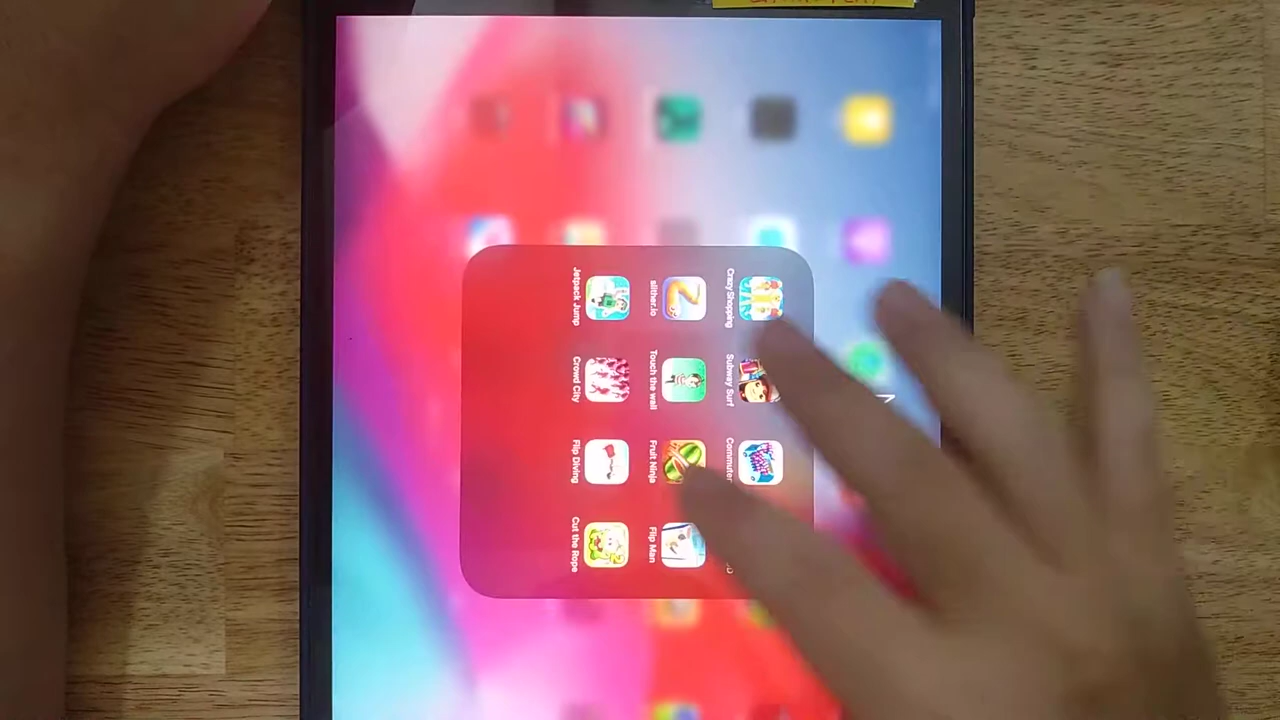 Crazy Shopping
Subway Surf
Commuter
slither.io
Touch the wall
Fruit Ninja
Flip Man
Jetpack Jump
Crowd City
Flip Diving
Cut the Rope